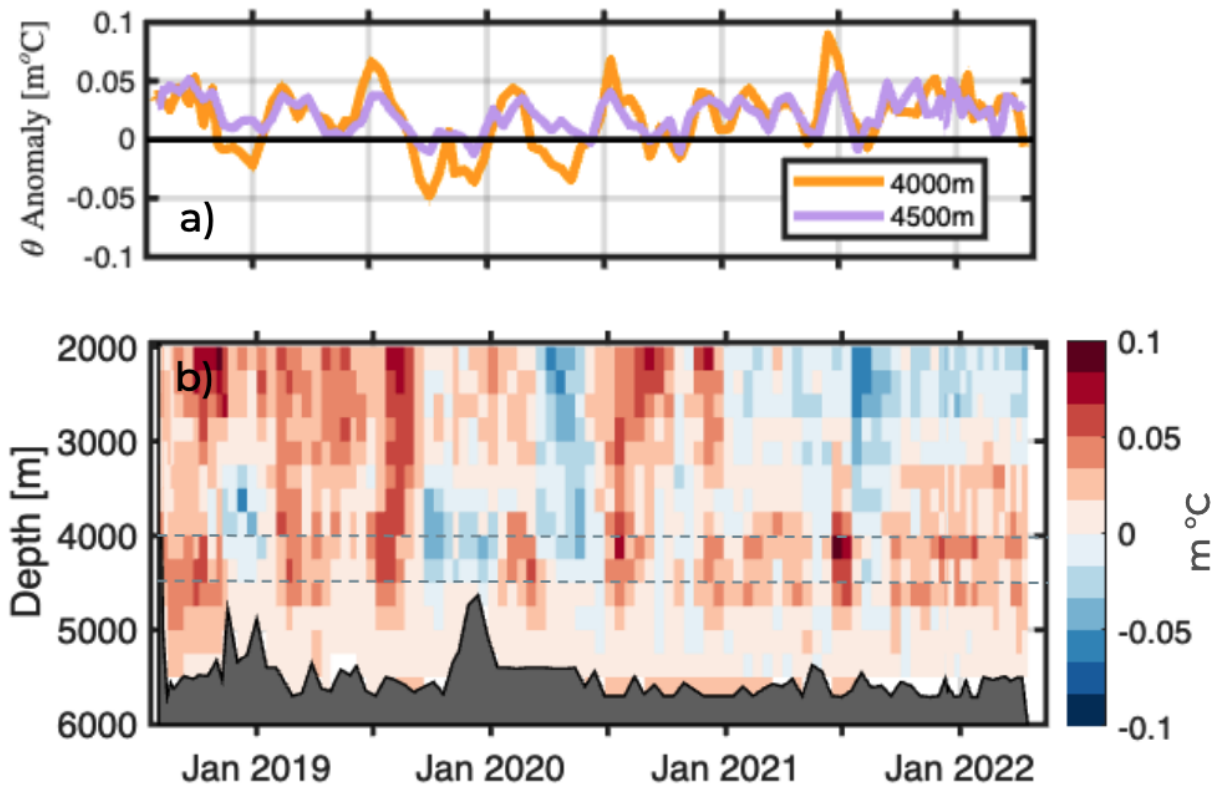 θ Anomaly [m°C]
0.1
0.05
0
-0.05
-0.1
a)
4000m
4500m
Depth [m]
2000
3000
4000
5000
6000
b)
Jan 2019
Jan 2020
Jan 2021
Jan 2022
0.1
0.05
0
-0.05
-0.1
m °C